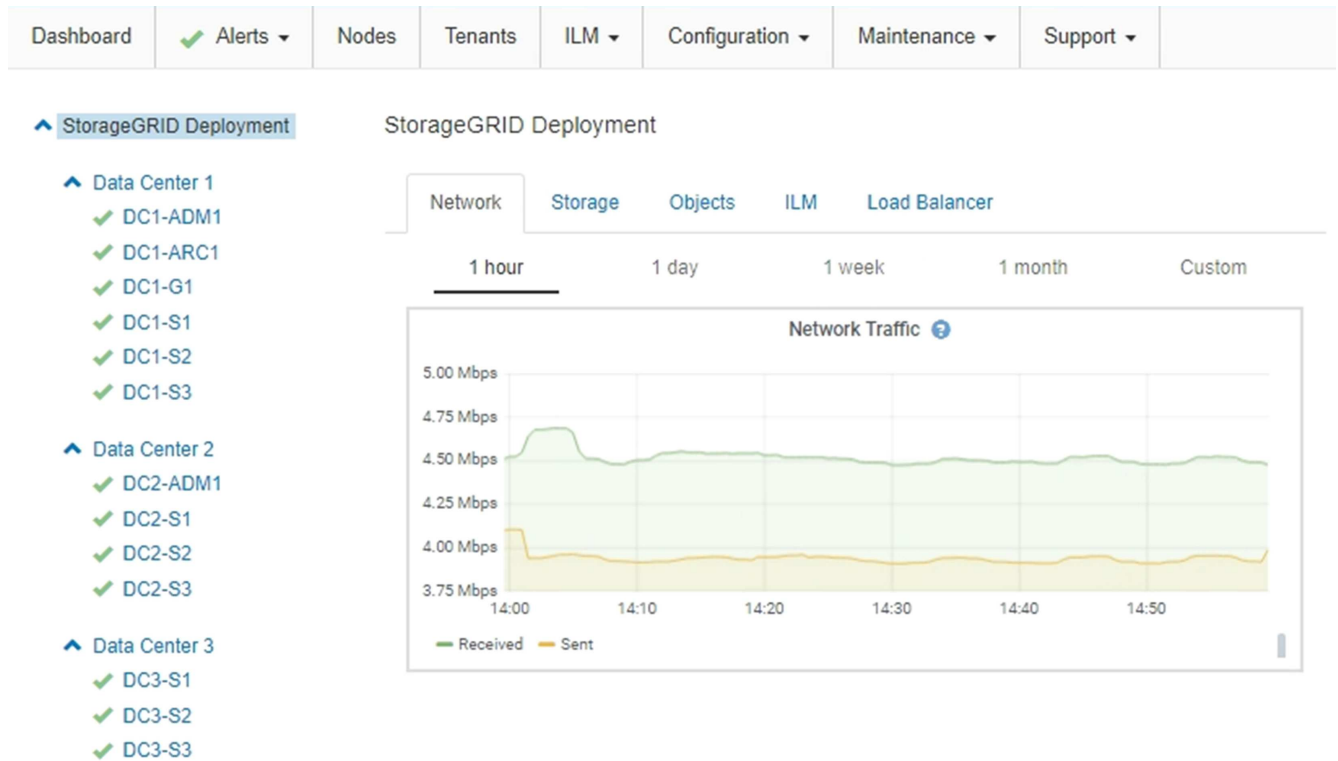 Dashboard Alerts Nodes Tenants ILM Configuration Maintenance Support
StorageGRID Deployment
Data Center 1
DC1-ADM1
DC1-ARC1
DC1-G1
DC1-S1
DC1-S2
DC1-S3
Data Center 2
DC2-ADM1
DC2-S1
DC2-S2
DC2-S3
Data Center 3
DC3-S1
DC3-S2
DC3-S3
StorageGRID Deployment
Network Storage Objects ILM Load Balancer
1 hour 1 day 1 week 1 month Custom
Network Traffic ?
5.00 Mbps
4.75 Mbps
4.50 Mbps
4.25 Mbps
4.00 Mbps
3.75 Mbps
14:00 14:10 14:20 14:30 14:40 14:50
Received Sent